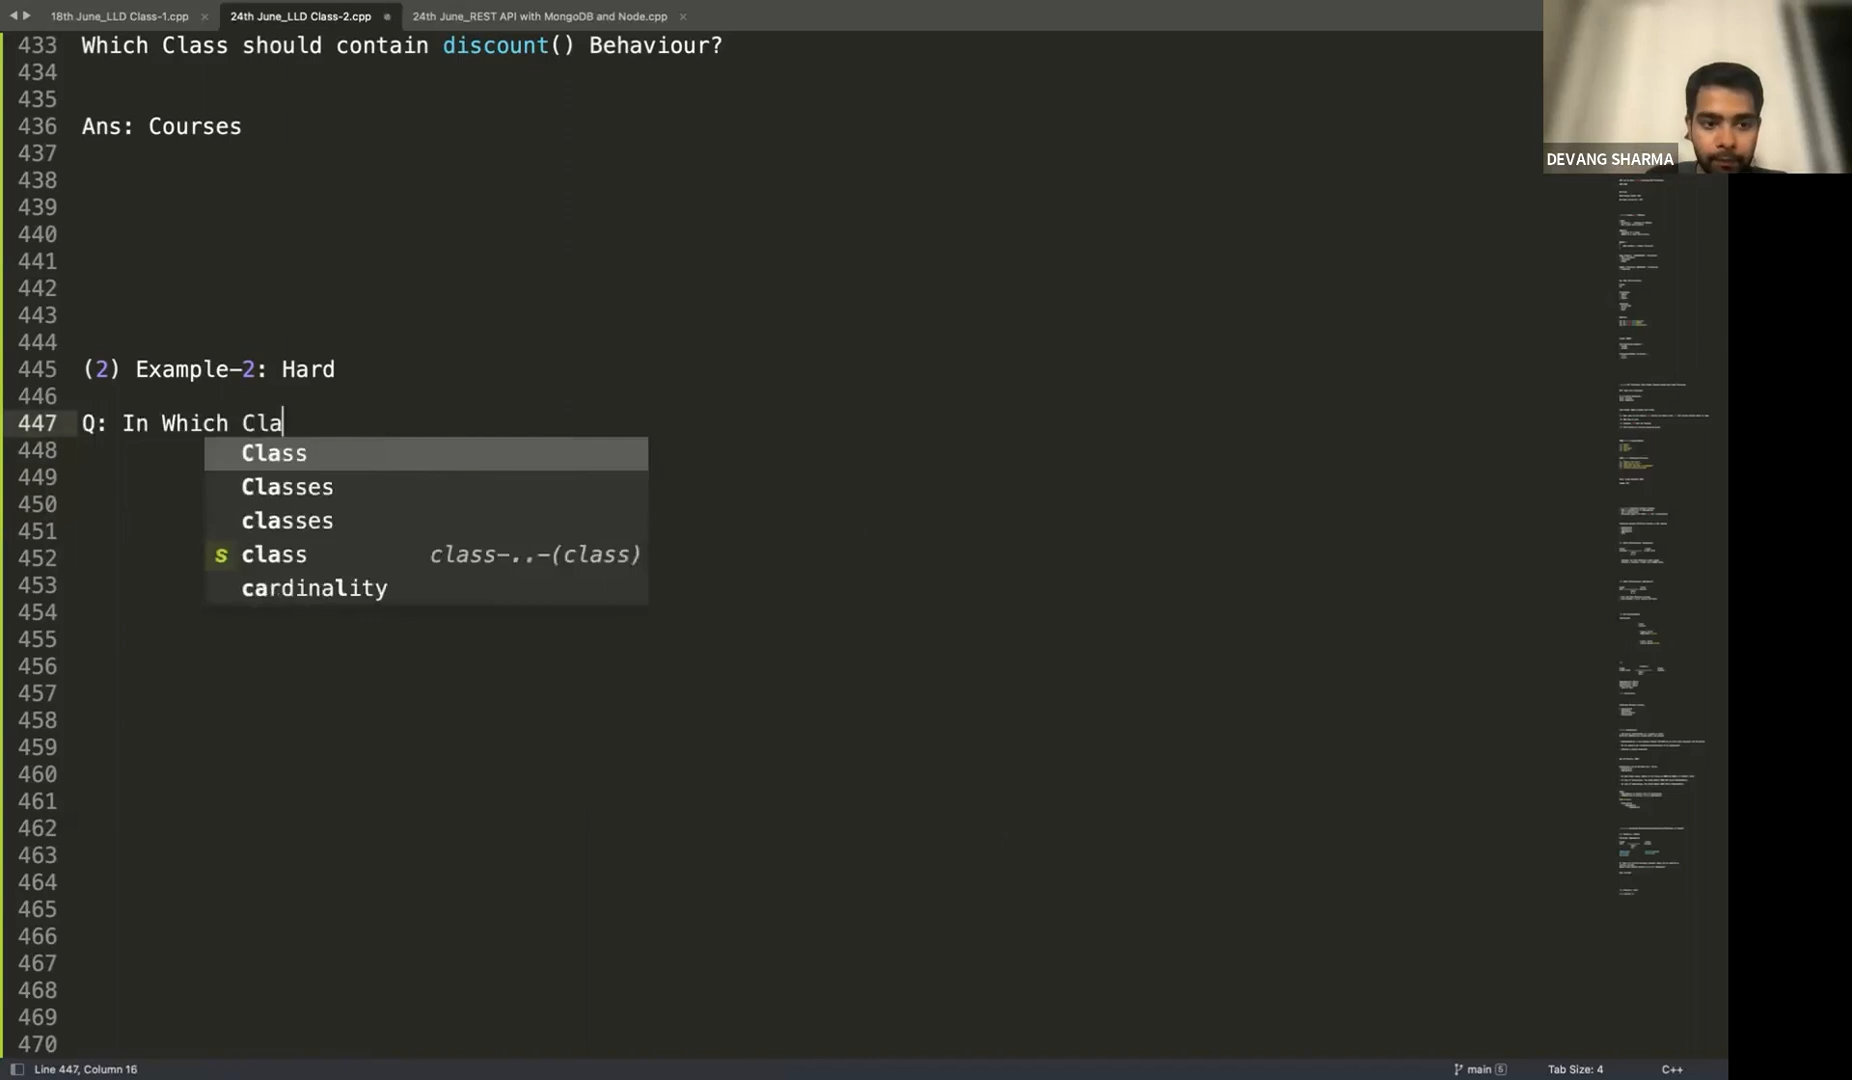 18th June_LLD Class-1.cpp
24th June_LLD Class-2.cpp
24th June_REST API with MongoDB and Node.cpp
433 Which Class should contain discount() Behaviour?
434
435
436 Ans: Courses
437
438
439
440
441
442
443
444
445 (2) Example-2: Hard
446
447 Q: In Which Cla
448 Class
449 Classes
450
451 classes
452 s class class-..-(class)
453 cardinality
454
455
456
457
458
459
460
461
462
463
464
465
466
467
468
469
470
DEVANG SHARMA
Line 447, Column 16
main 5
Tab Size: 4
C++